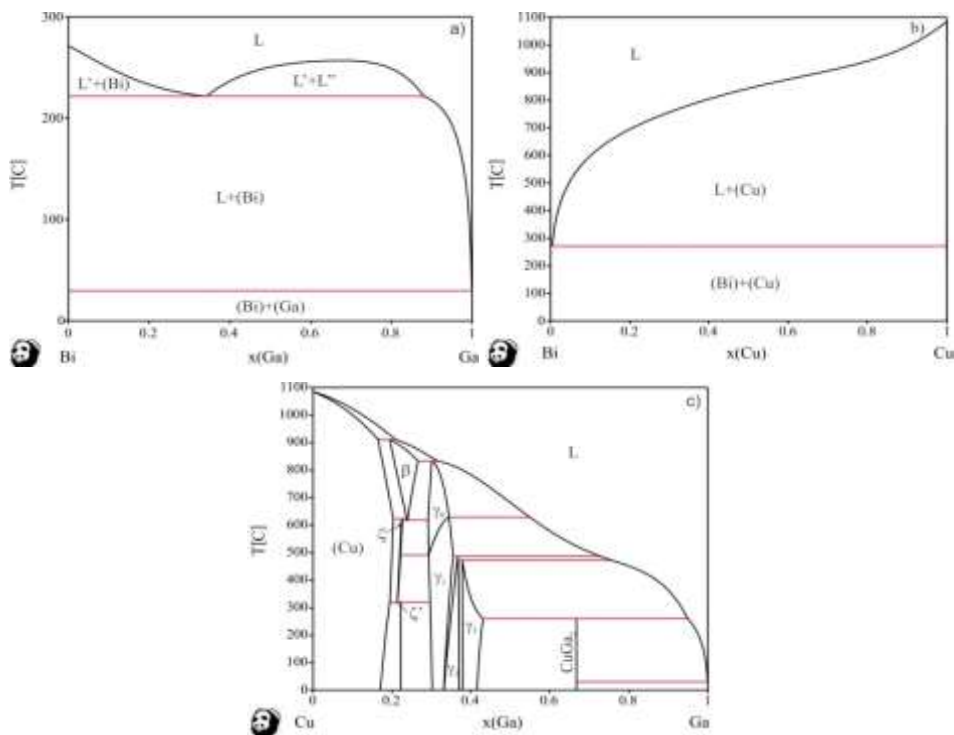 300
a)
L
L'+(Bi)
L'+L"
200
T[C]
L+(Bi)
100
(Bi)+(Ga)
0
0 0.2 0.4 0.6 0.8 1
Bi x(Ga) Ga
1100
b)
1000
L
900
800
700
600
T[C]
500
L+(Cu)
400
300
200
(Bi)+(Cu)
100
0
0 0.2 0.4 0.6 0.8 1
Bi x(Cu) Cu
1100
c)
1000
L
900
β
800
700
600
T[C]
(Cu)
500
400
300
ζ'
CuGa₂
200
100
0
0 0.2 0.4 0.6 0.8 1
Cu x(Ga) Ga